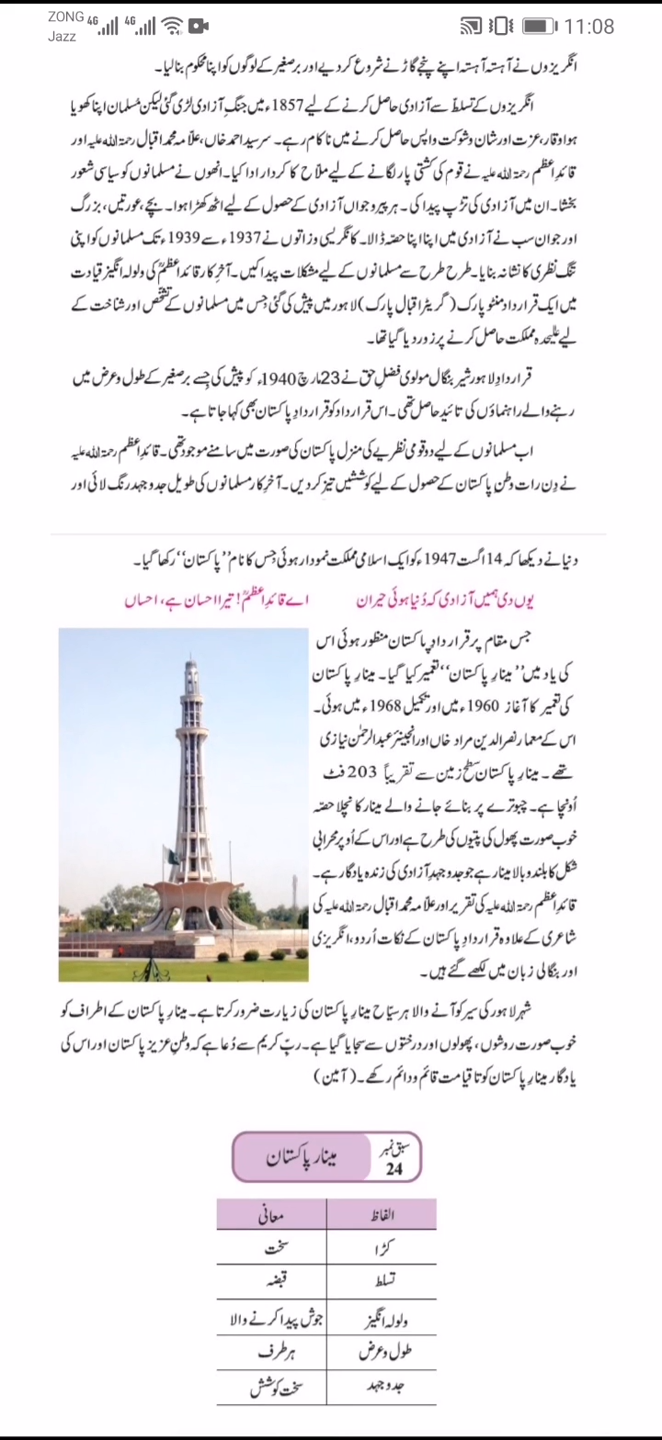 ZONG 4G 4G 11:08
Jazz
انگریزوں نے آہستہ آہستہ اپنے پنجے گاڑنے شروع کر دیے اور برصغیر کے لوگوں کو اپنا محکوم بنا لیا۔
انگریزوں کے تسلط سے آزادی حاصل کرنے کے لیے 1857ء میں جنگِ آزادی لڑی گئی لیکن مسلمان اپنا کھویا
ہوا وقار، عزت اور شان و شوکت واپس حاصل کرنے میں ناکام رہے۔ سرسید احمد خاں، علّامہ محمد اقبال رحمۃ اللہ علیہ اور
قائدِ اعظم رحمۃ اللہ علیہ نے قوم کی کشتی پار لگانے کے لیے ملّاح کا کردار ادا کیا۔ انھوں نے مسلمانوں کو سیاسی شعور
بخشا۔ ان میں آزادی کی تڑپ پیدا کی۔ ہر پیر و جواں آزادی کے حصول کے لیے اٹھ کھڑا ہوا۔ بچے، عورتیں، بزرگ
اور جوان سب نے آزادی میں اپنا اپنا حصّہ ڈالا۔ کانگریسی وزارتوں نے 1937ء سے 1939ء تک مسلمانوں کو اپنی
تنگ نظری کا نشانہ بنایا۔ طرح طرح سے مسلمانوں کے لیے مشکلات پیدا کیں۔ آخرِ کار قائدِ اعظمؒ کی ولولہ انگیز قیادت
میں ایک قرارداد منٹو پارک (گریٹر اقبال پارک) لاہور میں پیش کی گئی جس میں مسلمانوں کے تشخّص اور شناخت کے
لیے علیٰحدہ مملکت حاصل کرنے پر زور دیا گیا تھا۔
قراردادِ لاہور شیرِ بنگال مولوی فضلِ حق نے 23 مارچ 1940ء کو پیش کی جسے برصغیر کے طول و عرض میں
رہنے والے راہنماؤں کی تائید حاصل تھی۔ اس قرارداد کو قراردادِ پاکستان بھی کہا جاتا ہے۔
اب مسلمانوں کے لیے دو قومی نظریے کی منزل پاکستان کی صورت میں سامنے موجود تھی۔ قائدِ اعظم رحمۃ اللہ علیہ
نے دِن رات وطنِ پاکستان کے حصول کے لیے کوششیں تیز کر دیں۔ آخرِ کار مسلمانوں کی طویل جدوجہد رنگ لائی اور
دنیا نے دیکھا کہ 14 اگست 1947ء کو ایک اسلامی مملکت نمودار ہوئی جس کا نام ’’پاکستان‘‘ رکھا گیا۔
یوں دی ہمیں آزادی کہ دُنیا ہوئی حیران اے قائدِ اعظمؒ! تیرا احسان ہے، احساں
جس مقام پر قراردادِ پاکستان منظور ہوئی اس
کی یاد میں ’’مینارِ پاکستان‘‘ تعمیر کیا گیا۔ مینارِ پاکستان
کی تعمیر کا آغاز 1960ء میں اور تکمیل 1968ء میں ہوئی۔
اس کے معمار نصرالدین مراد خاں اور انجینئر عبدالرحمٰن نیازی
تھے۔ مینارِ پاکستان سطح زمین سے تقریباً 203 فٹ
اُونچا ہے۔ چبوترے پر بنائے جانے والے مینار کا نچلا حصّہ
خوب صورت پھول کی پتیوں کی طرح ہے اور اس کے اُوپر محرابی
شکل کا بلند و بالا مینار ہے جو جدوجہدِ آزادی کی زندہ یادگار ہے۔
قائدِ اعظم رحمۃ اللہ علیہ کی تقریر اور علّامہ محمد اقبال رحمۃ اللہ علیہ کی
شاعری کے علاوہ قراردادِ پاکستان کے نکات اُردو، انگریزی
اور بنگالی زبان میں لکھے گئے ہیں۔
شہر لاہور کی سیر کو آنے والا ہر سیّاح مینارِ پاکستان کی زیارت ضرور کرتا ہے۔ مینارِ پاکستان کے اطراف کو
خوب صورت روشوں، پھولوں اور درختوں سے سجایا گیا ہے۔ ربِّ کریم سے دُعا ہے کہ وطنِ عزیز پاکستان اور اس کی
یادگار مینارِ پاکستان کو تا قیامت قائم و دائم رکھے۔ (آمین)
سبق نمبر 24 مینار پاکستان
الفاظ معانی
کڑا سخت
تسلط قبضہ
ولولہ انگیز جوش پیدا کرنے والا
طول و عرض ہر طرف
جدوجہد سخت کوشش